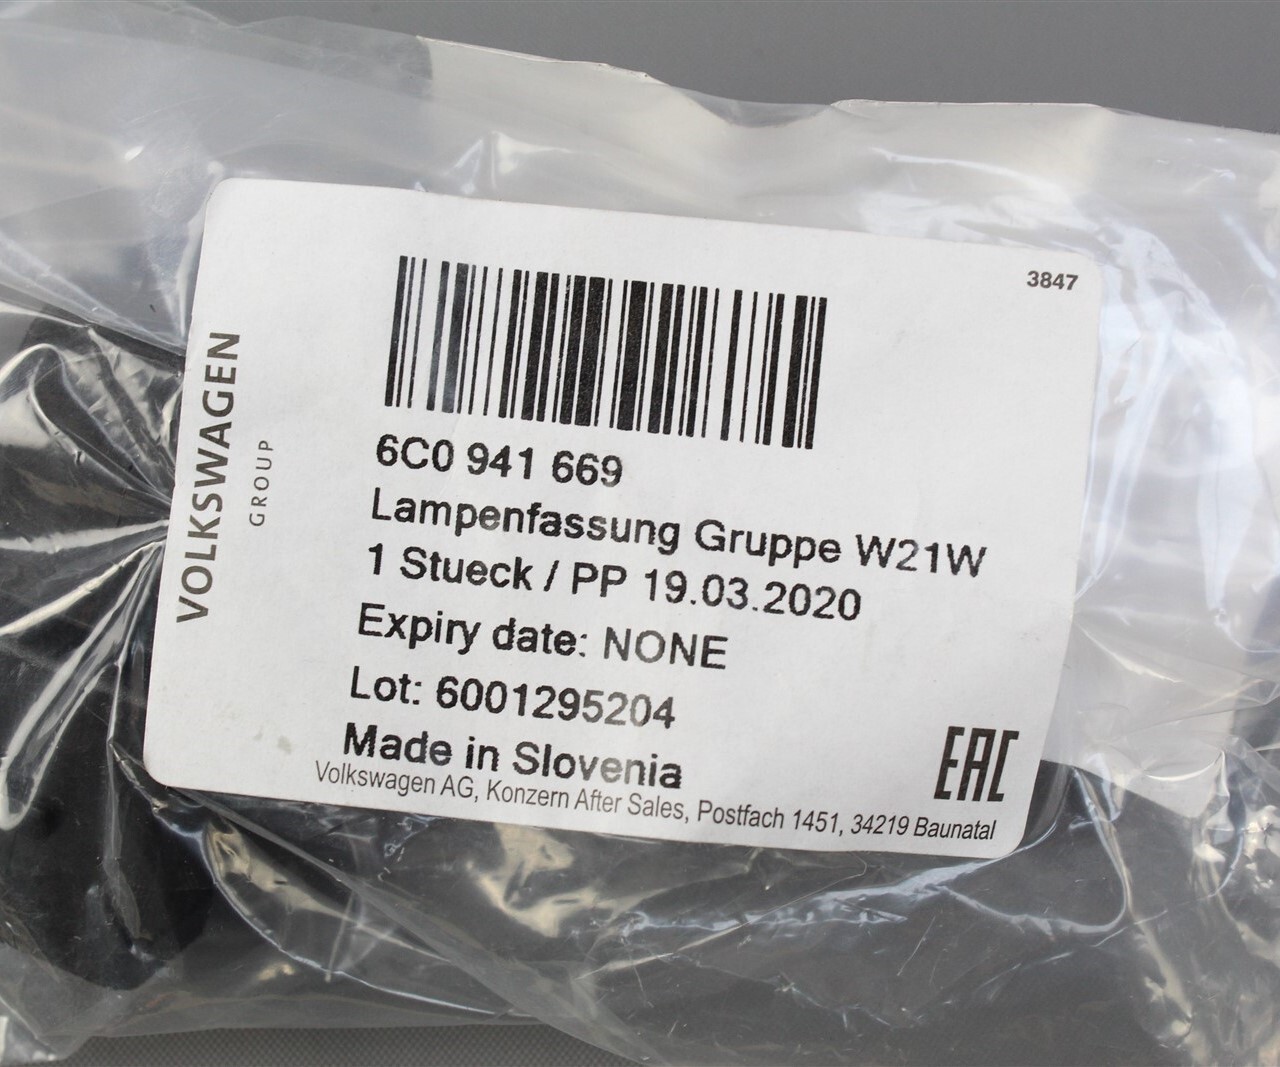 3847
VOLKSWAGEN
GROUP
6C0 941 669
Lampenfassung Gruppe W21W
1 Stueck / PP 19.03.2020
Expiry date: NONE
Lot: 6001295204
Made in Slovenia
Volkswagen AG, Konzern After Sales, Postfach 1451, 34219 Baunatal
EAC